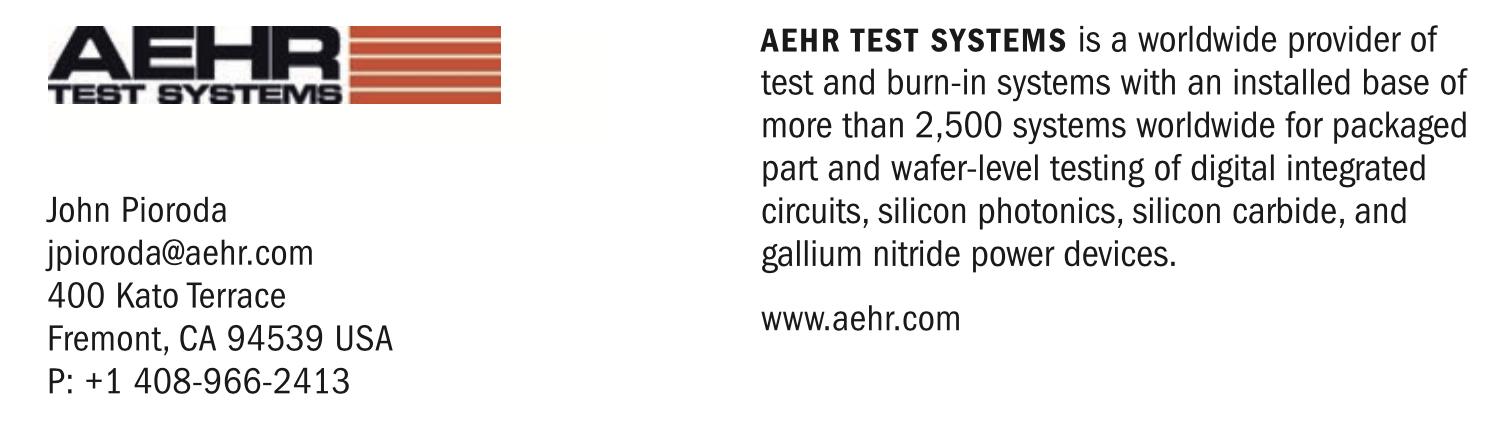 AEHR
TEST SYSTEMS
John Pioroda
jpioroda@aehr.com
400 Kato Terrace
Fremont, CA 94539 USA
P: +1 408-966-2413
AEHR TEST SYSTEMS is a worldwide provider of
test and burn-in systems with an installed base of
more than 2,500 systems worldwide for packaged
part and wafer-level testing of digital integrated
circuits, silicon photonics, silicon carbide, and
gallium nitride power devices.
www.aehr.com